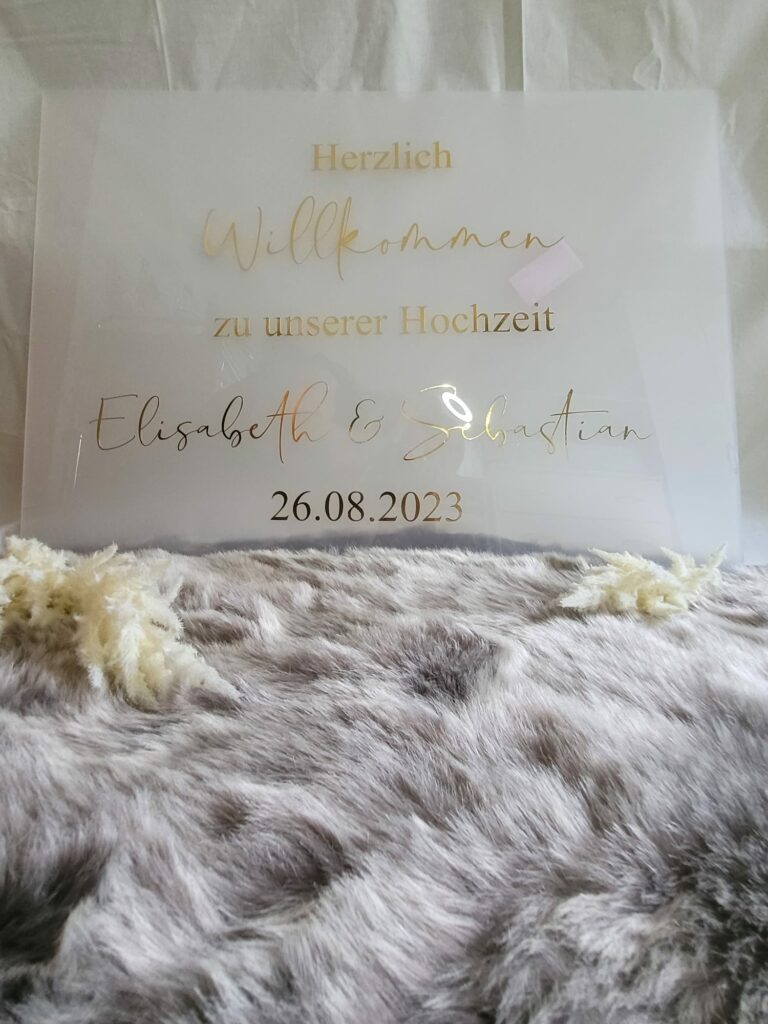 Herzlich
Willkommen
zu unserer Hochzeit
Elisabeth & Sebastian
26.08.2023